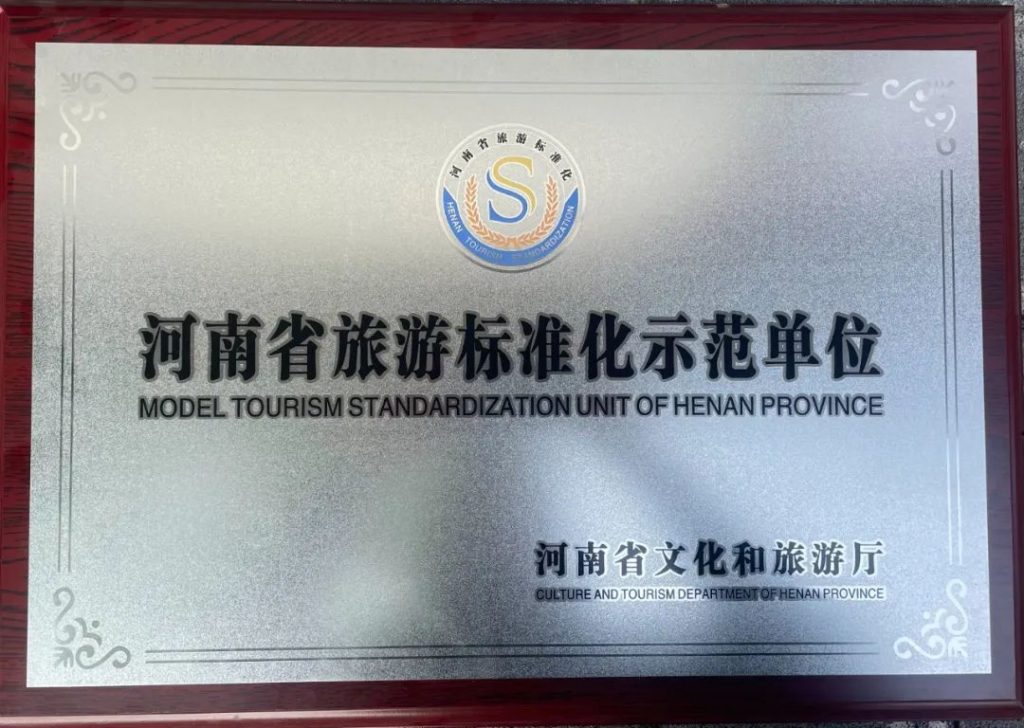 河南省旅游标准化
S
HENAN TOURISM STANDARDIZATION
河南省旅游标准化示范单位
MODEL TOURISM STANDARDIZATION UNIT OF HENAN PROVINCE
河南省文化和旅游厅
CULTURE AND TOURISM DEPARTMENT OF HENAN PROVINCE